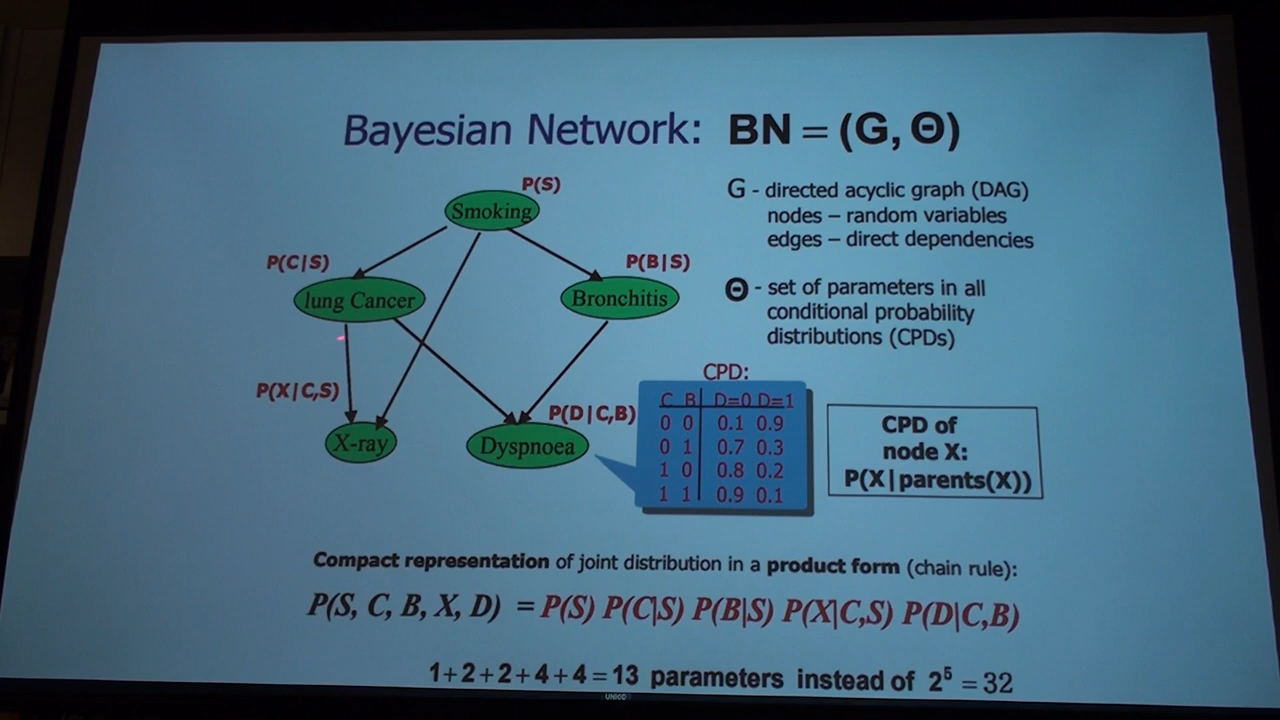 Bayesian Network: BN = (G, Θ)
P(S)
Smoking
P(C|S)
P(B|S)
lung Cancer
Bronchitis
P(X|C,S)
P(D|C,B)
X-ray
Dyspnoea
G - directed acyclic graph (DAG)
nodes – random variables
edges – direct dependencies
Θ - set of parameters in all
conditional probability
distributions (CPDs)
CPD:
C B D=0 D=1
0 0 0.1 0.9
0 1 0.7 0.3
1 0 0.8 0.2
1 1 0.9 0.1
CPD of
node X:
P(X|parents(X))
Compact representation of joint distribution in a product form (chain rule):
P(S, C, B, X, D) = P(S) P(C|S) P(B|S) P(X|C,S) P(D|C,B)
1+2+2+4+4=13 parameters instead of 2⁵ = 32
UNICO